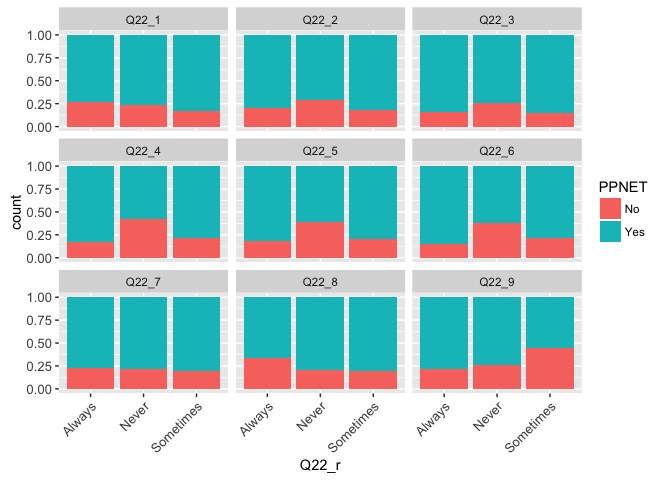 Q22_1 Q22_2 Q22_3
1.00
0.75
0.50
0.25
0.00
Q22_4 Q22_5 Q22_6
1.00
0.75
0.50
0.25
0.00
Q22_7 Q22_8 Q22_9
1.00
0.75
0.50
0.25
0.00
Always Never Sometimes Always Never Sometimes Always Never Sometimes
Q22_r
count
PPNET
No
Yes